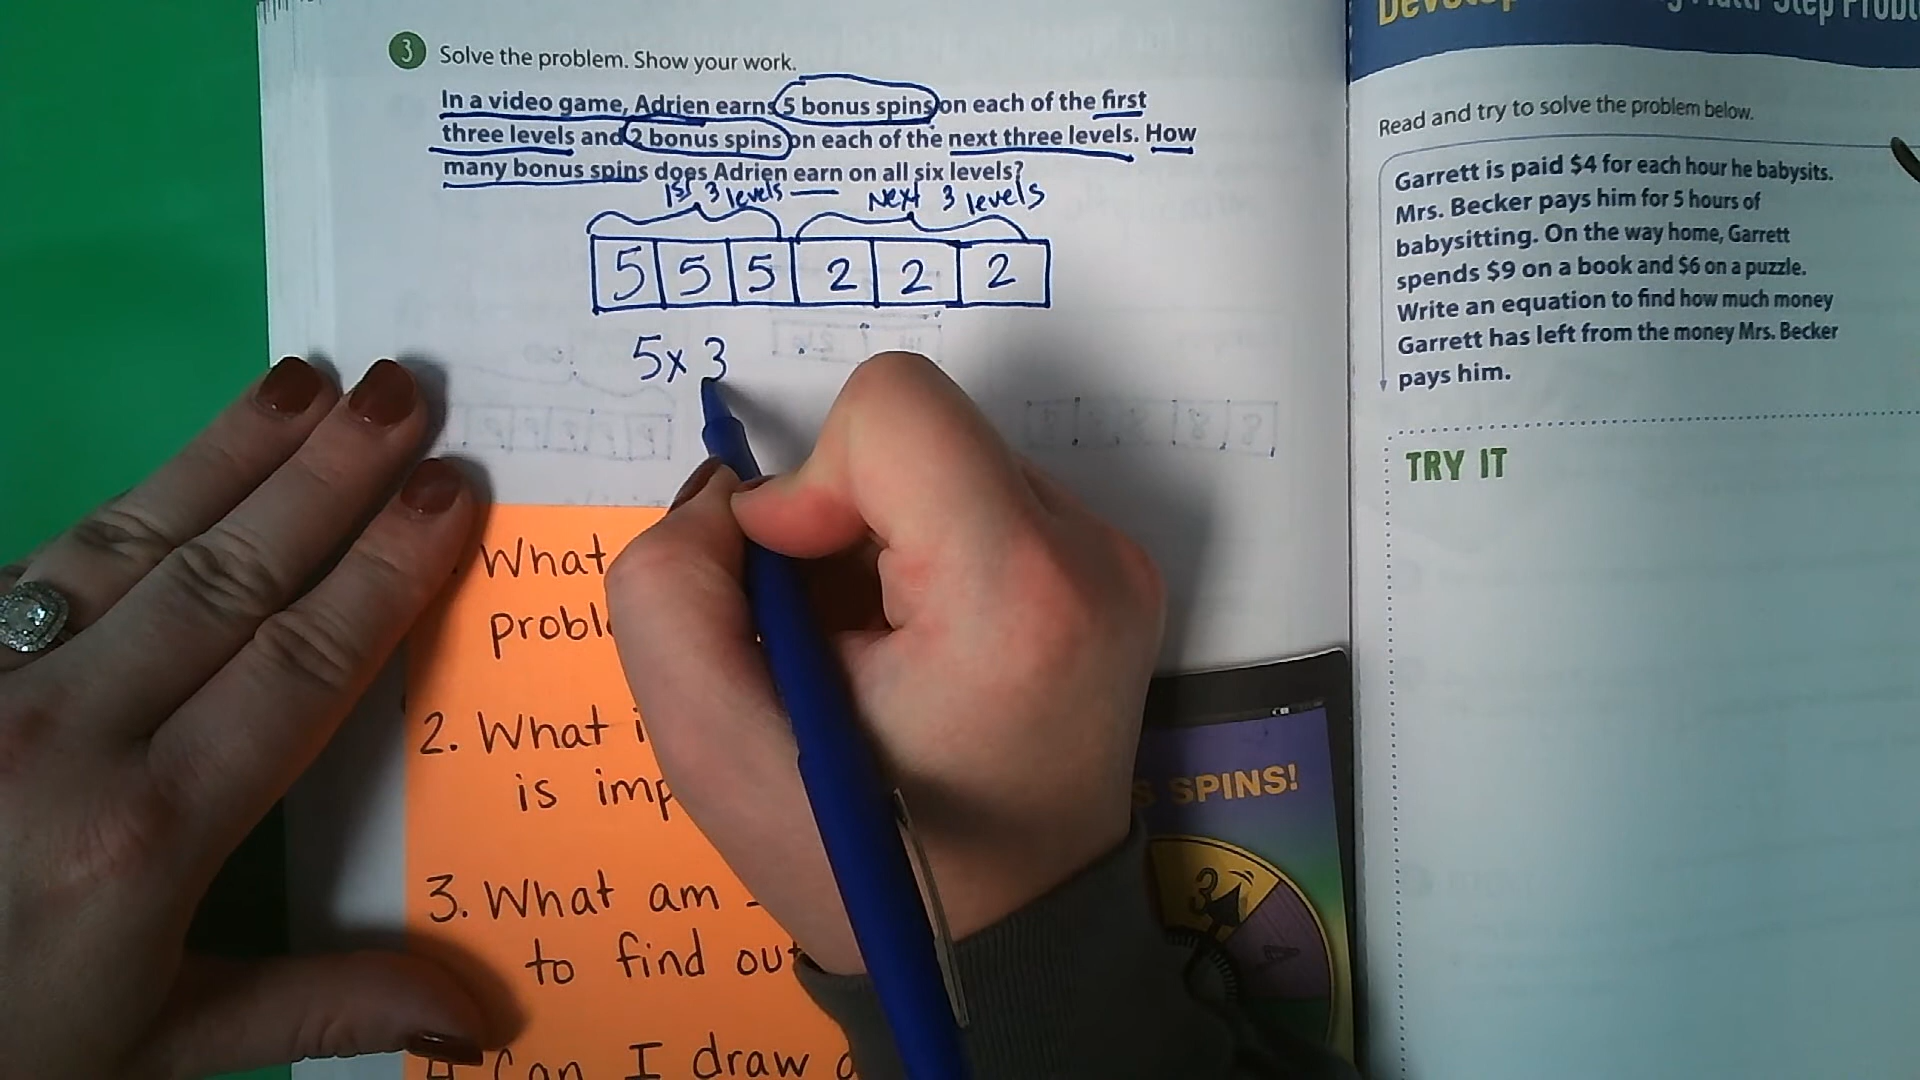 3 Solve the problem. Show your work.
In a video game, Adrien earns 5 bonus spins on each of the first
three levels and 2 bonus spins on each of the next three levels. How
many bonus spins does Adrien earn on all six levels?
1st 3 levels — Next 3 levels
5 5 5 2 2 2
5x 3
What
probl
2. What i
is imp
3. What am
to find out
4. Can I draw a
SPINS!
3
Read and try to solve the problem below.
Garrett is paid $4 for each hour he babysits.
Mrs. Becker pays him for 5 hours of
babysitting. On the way home, Garrett
spends $9 on a book and $6 on a puzzle.
Write an equation to find how much money
Garrett has left from the money Mrs. Becker
pays him.
TRY IT